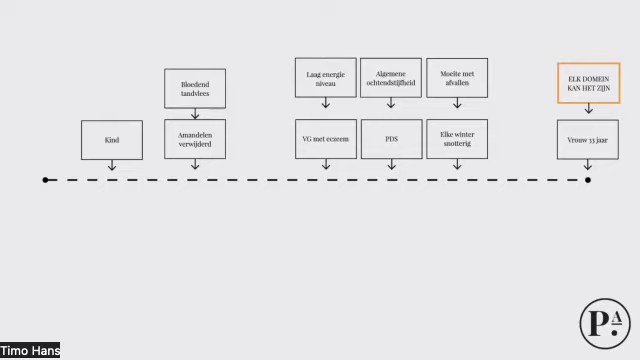 Bloedend
tandvlees
Laag energie
niveau
Algemene
ochtendstijfheid
Moeite met
afvallen
ELK DOMEIN
KAN HET ZIJN
Kind
Amandelen
verwijderd
VG met eczeem
PDS
Elke winter
snotterig
Vrouw 33 jaar
PA.
Timo Hans